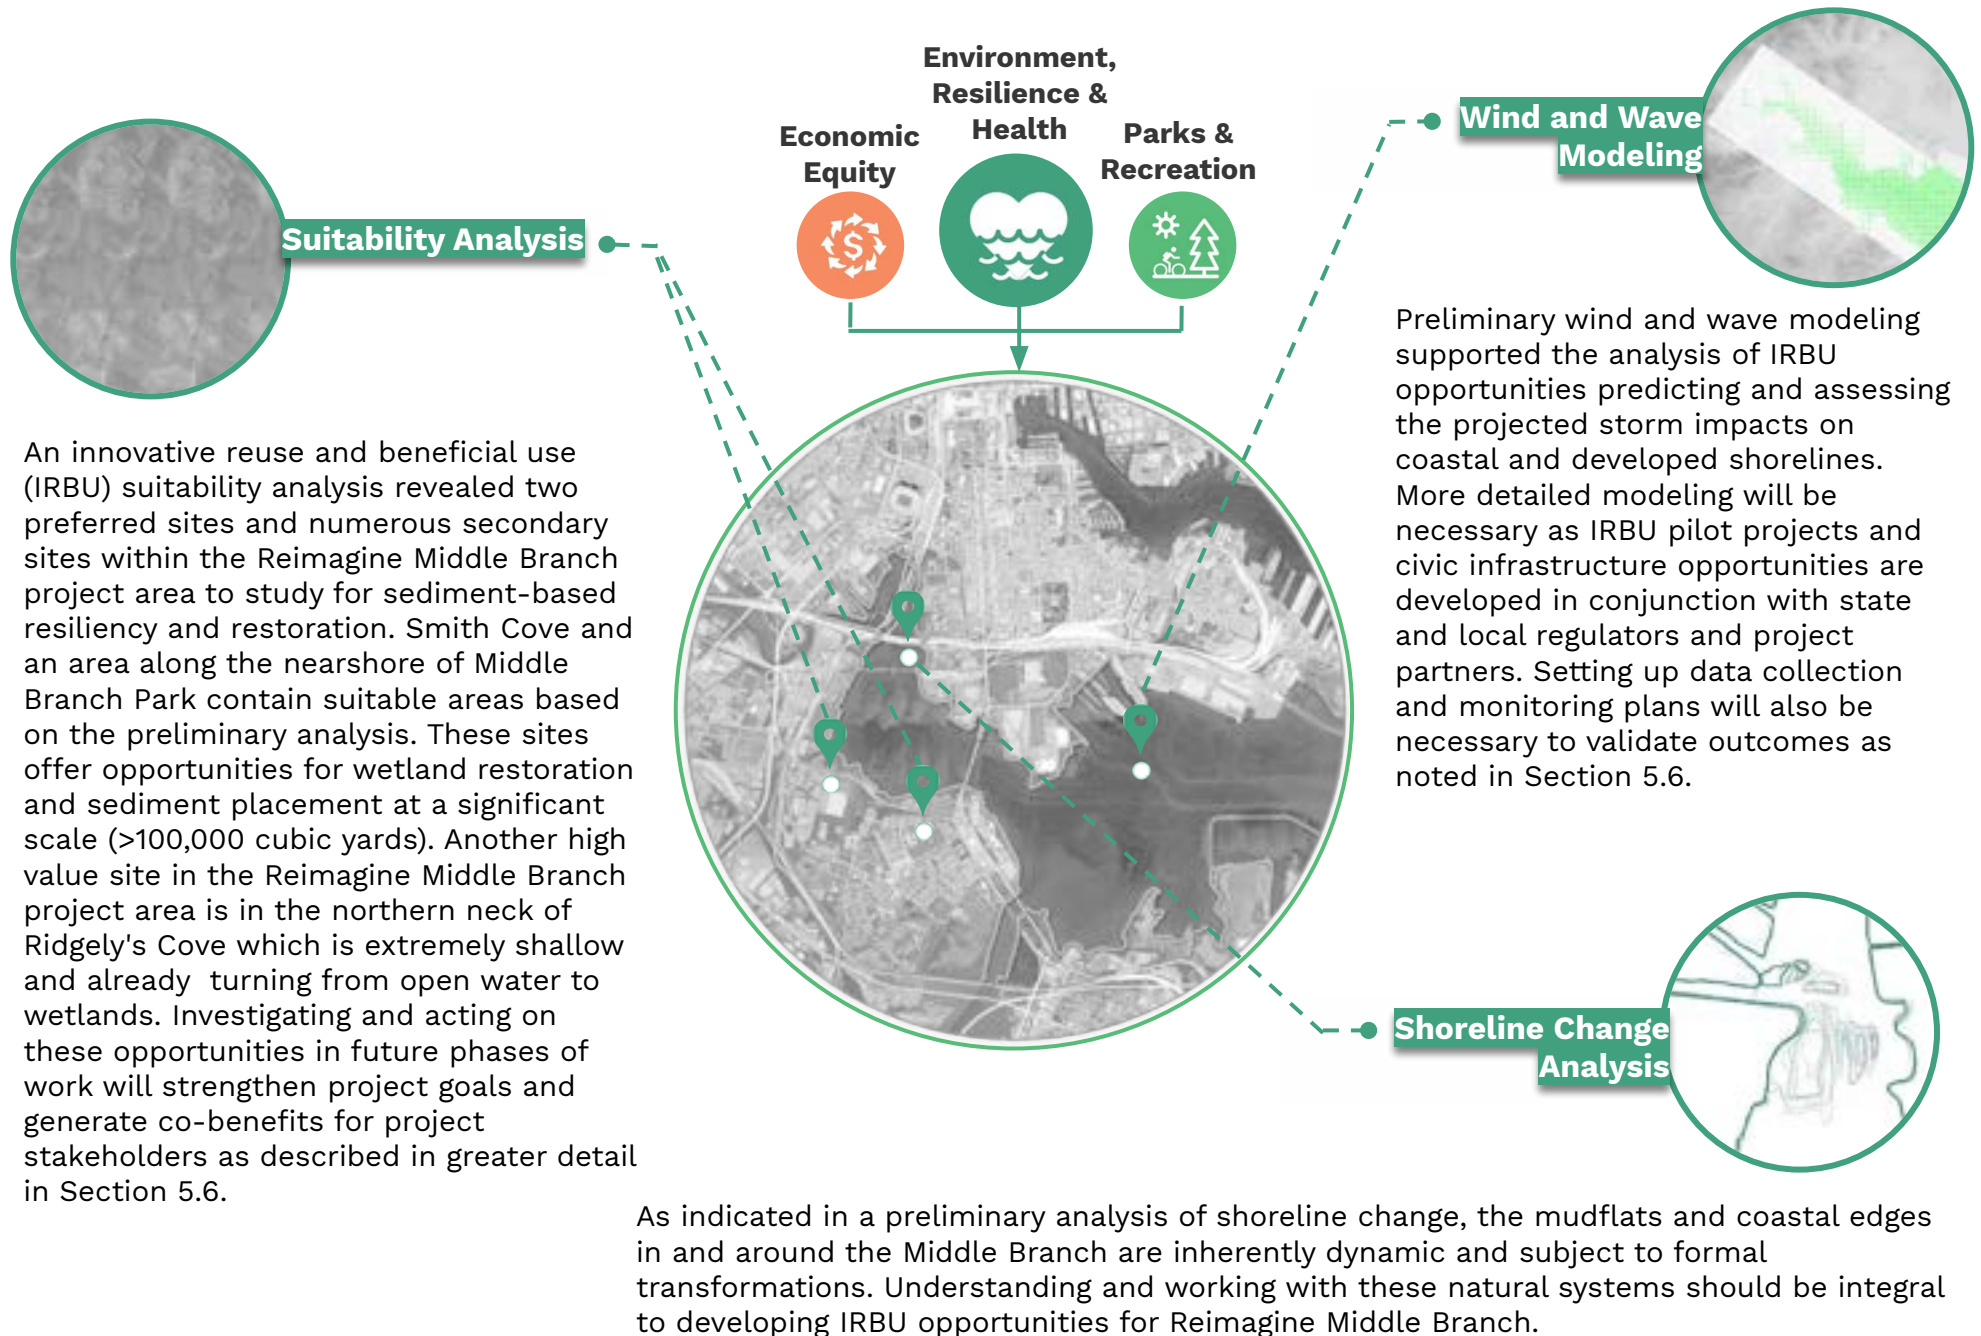 Environment,
Resilience &
Health
Economic
Equity
Parks &
Recreation
Suitability Analysis
An innovative reuse and beneficial use
(IRBU) suitability analysis revealed two
preferred sites and numerous secondary
sites within the Reimagine Middle Branch
project area to study for sediment-based
resiliency and restoration. Smith Cove and
an area along the nearshore of Middle
Branch Park contain suitable areas based
on the preliminary analysis. These sites
offer opportunities for wetland restoration
and sediment placement at a significant
scale (>100,000 cubic yards). Another high
value site in the Reimagine Middle Branch
project area is in the northern neck of
Ridgely's Cove which is extremely shallow
and already  turning from open water to
wetlands. Investigating and acting on
these opportunities in future phases of
work will strengthen project goals and
generate co-benefits for project
stakeholders as described in greater detail
in Section 5.6.
Wind and Wave
Modeling
Preliminary wind and wave modeling
supported the analysis of IRBU
opportunities predicting and assessing
the projected storm impacts on
coastal and developed shorelines.
More detailed modeling will be
necessary as IRBU pilot projects and
civic infrastructure opportunities are
developed in conjunction with state
and local regulators and project
partners. Setting up data collection
and monitoring plans will also be
necessary to validate outcomes as
noted in Section 5.6.
Shoreline Change
Analysis
As indicated in a preliminary analysis of shoreline change, the mudflats and coastal edges
in and around the Middle Branch are inherently dynamic and subject to formal
transformations. Understanding and working with these natural systems should be integral
to developing IRBU opportunities for Reimagine Middle Branch.